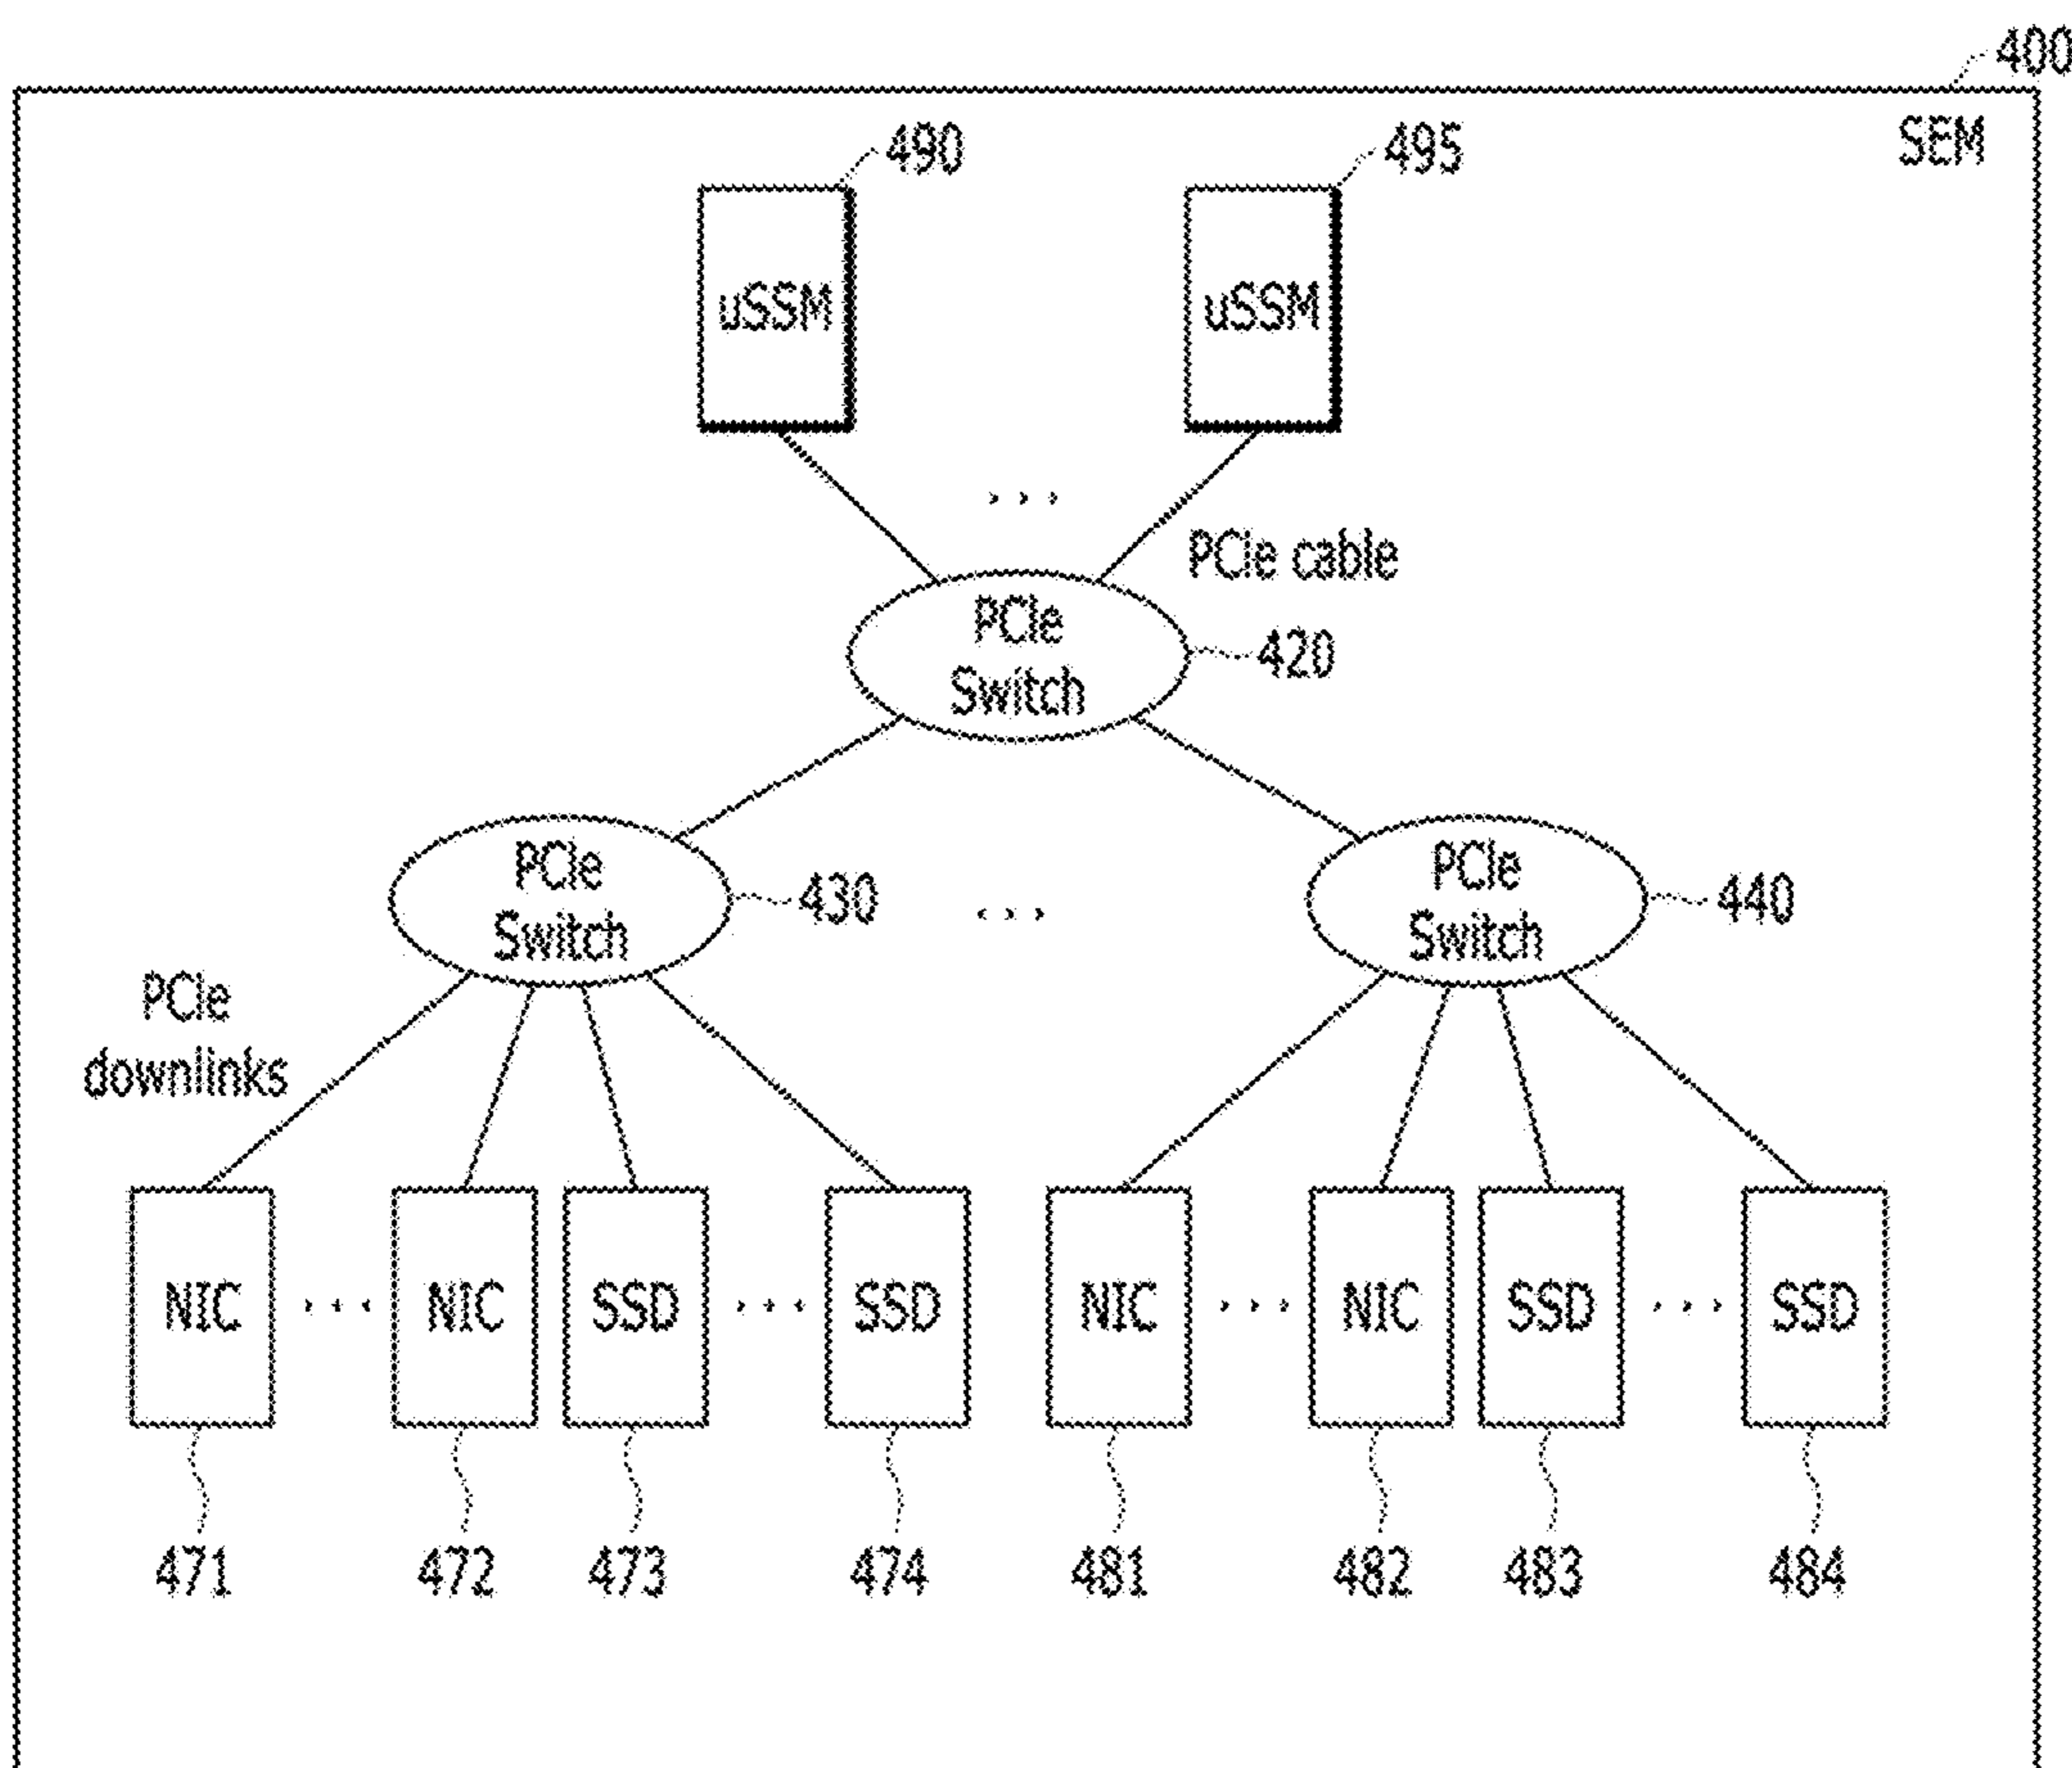 400
SEM
490
495
uSSM
uSSM
...
PCIe cable
PCIe
Switch
420
PCIe
Switch
430
...
PCIe
Switch
440
PCIe
downlinks
NIC ... NIC SSD ... SSD NIC ... NIC SSD ... SSD
471 472 473 474 481 482 483 484